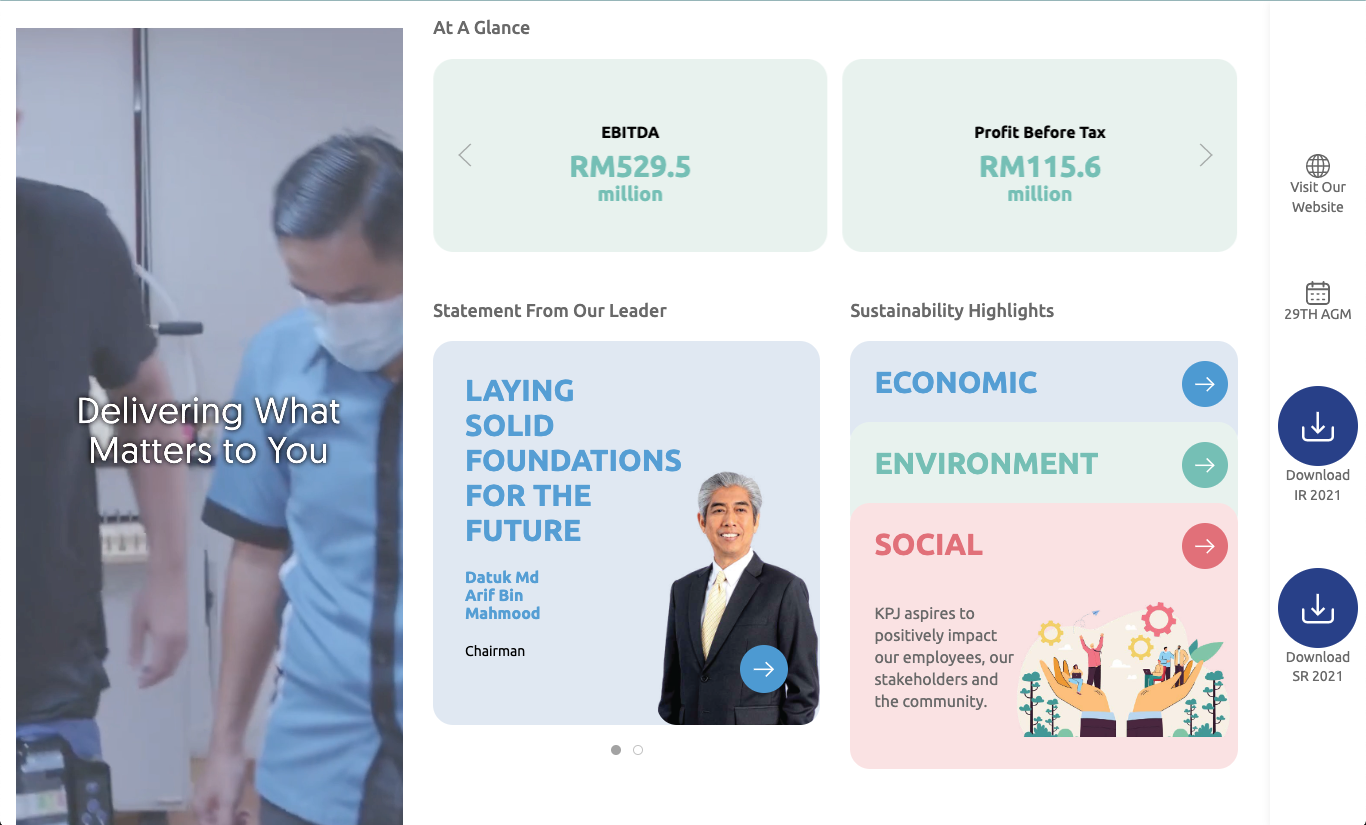 At A Glance
EBITDA
RM529.5
million
Profit Before Tax
RM115.6
million
Delivering What
Matters to You
Statement From Our Leader
LAYING
SOLID
FOUNDATIONS
FOR THE
FUTURE
Datuk Md
Arif Bin
Mahmood
Chairman
Sustainability Highlights
ECONOMIC
ENVIRONMENT
SOCIAL
KPJ aspires to
positively impact
our employees, our
stakeholders and
the community.
Visit Our
Website
29TH AGM
Download
IR 2021
Download
SR 2021